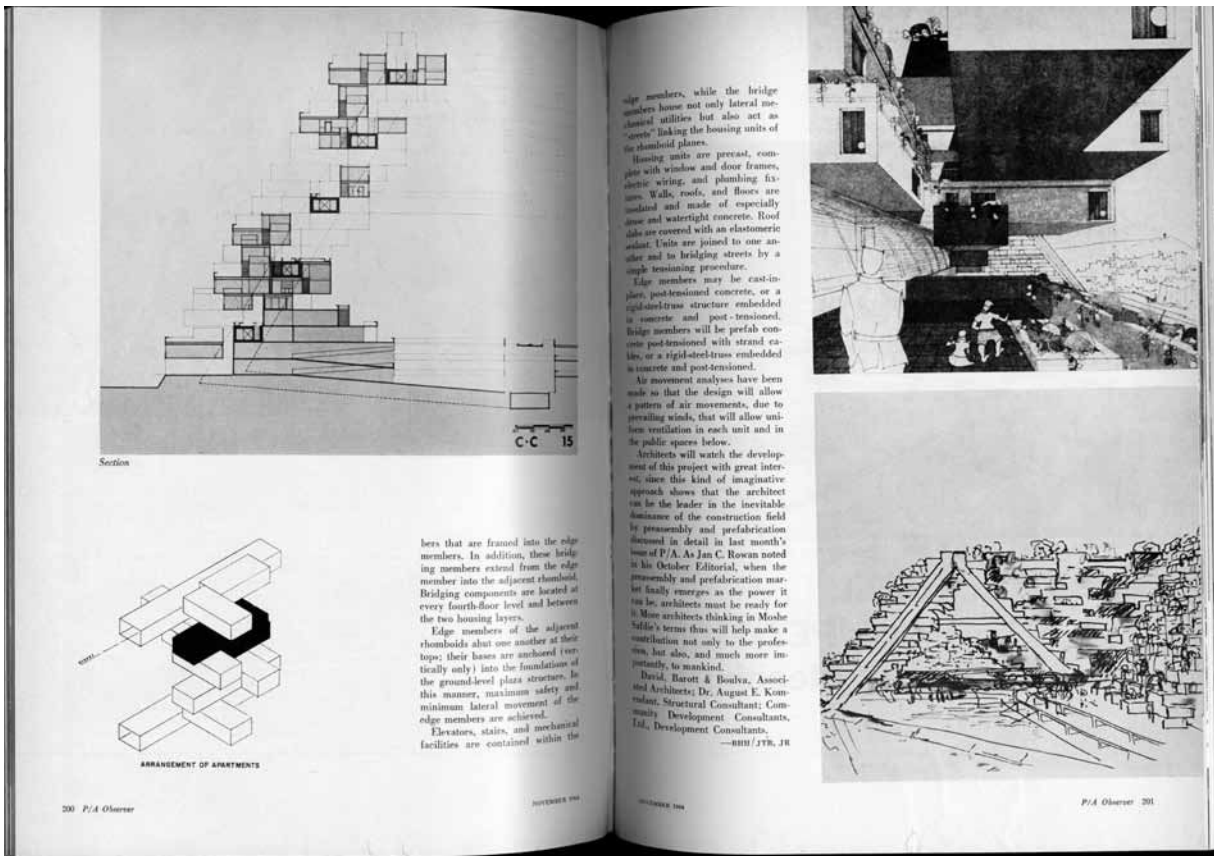 C-C 15
Section
bers that are framed into the edge
members. In addition, these bridg-
ing members extend from the edge
member into the adjacent rhomboid.
Bridging components are located at
every fourth-floor level and between
the two housing layers.
Edge members of the adjacent
rhomboids abut one another at their
tops; their bases are anchored (ver-
tically only) into the foundations of
the ground-level plaza structure. In
this manner, maximum safety and
minimum lateral movement of the
edge members are achieved.
Elevators, stairs, and mechanical
facilities are contained within the
ARRANGEMENT OF APARTMENTS
200 P/A Observer
NOVEMBER 1964
edge members, while the bridge
members house not only lateral me-
chanical utilities but also act as
"streets" linking the housing units of
the rhomboid planes.
Housing units are precast, com-
plete with window and door frames,
electric wiring, and plumbing fix-
tures. Walls, roofs, and floors are
insulated and made of especially
dense and watertight concrete. Roof
slabs are covered with an elastomeric
sealant. Units are joined to one an-
other and to bridging streets by a
simple tensioning procedure.
Edge members may be cast-in-
place, post-tensioned concrete, or a
rigid-steel-truss structure embedded
in concrete and post-tensioned.
Bridge members will be prefab con-
crete post-tensioned with strand ca-
bles, or a rigid-steel-truss embedded
in concrete and post-tensioned.
Air movement analyses have been
made so that the design will allow
a pattern of air movements, due to
prevailing winds, that will allow uni-
form ventilation in each unit and in
the public spaces below.
Architects will watch the develop-
ment of this project with great inter-
est, since this kind of imaginative
approach shows that the architect
can be the leader in the inevitable
dominance of the construction field
by preassembly and prefabrication
discussed in detail in last month's
issue of P/A. As Jan C. Rowan noted
in his October Editorial, when the
preassembly and prefabrication mar-
ket finally emerges as the power it
can be, architects must be ready for
it. More architects thinking in Moshe
Safdie's terms thus will help make a
contribution not only to the profes-
sion, but also, and much more im-
portantly, to mankind.
David, Barott & Boulva, Associ-
ated Architects; Dr. August E. Kom-
endant, Structural Consultant; Com-
munity Development Consultants,
Ltd., Development Consultants.
—BHH/JTB, JR
NOVEMBER 1964
P/A Observer 201